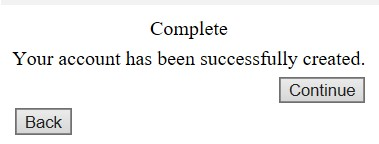 Complete
Your account has been successfully created.
Continue
Back